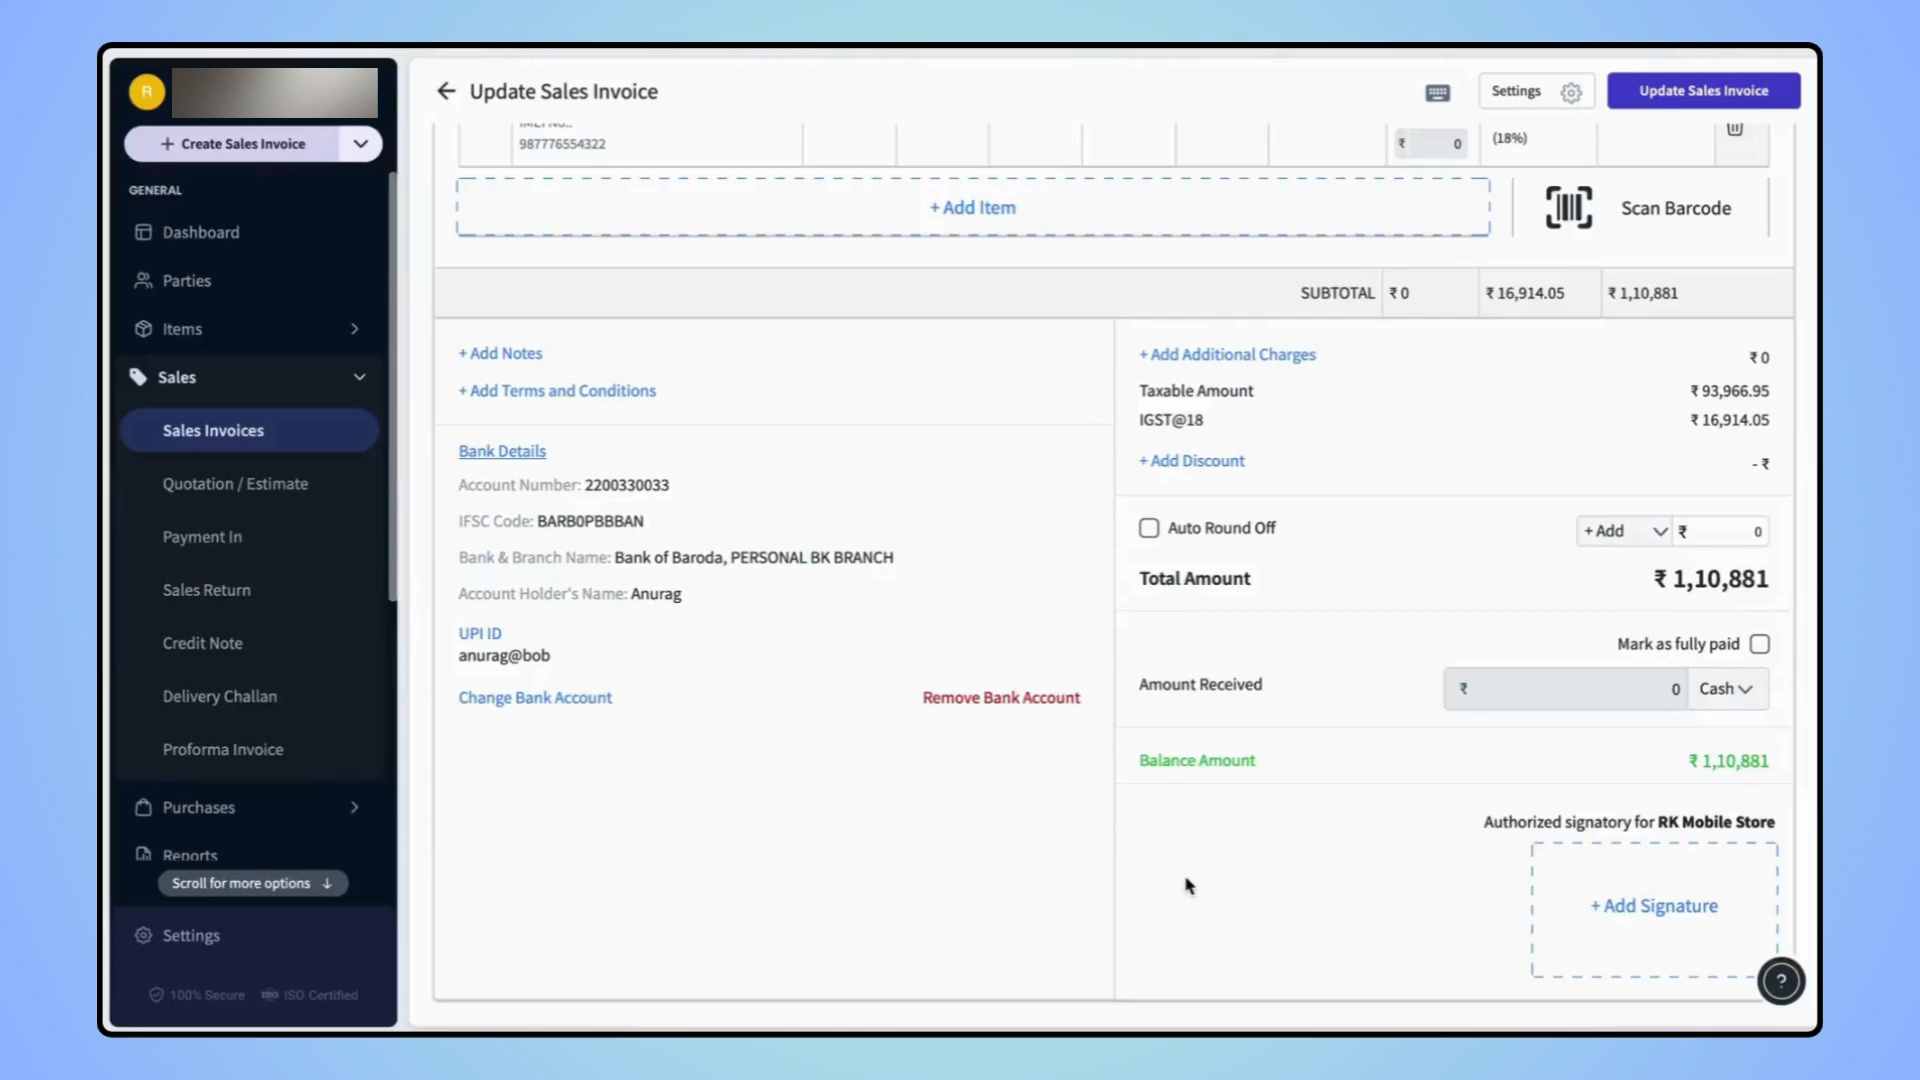 R
+ Create Sales Invoice
GENERAL
Dashboard
Parties
Items
Sales
Sales Invoices
Quotation / Estimate
Payment In
Sales Return
Credit Note
Delivery Challan
Proforma Invoice
Purchases
Reports
Scroll for more options ↓
Settings
100% Secure ISO Certified
← Update Sales Invoice
Settings
Update Sales Invoice
987776554322
₹ 0
(18%)
+ Add Item
Scan Barcode
SUBTOTAL ₹ 0 ₹ 16,914.05 ₹ 1,10,881
+ Add Notes
+ Add Terms and Conditions
Bank Details
Account Number: 2200330033
IFSC Code: BARB0PBBBAN
Bank & Branch Name: Bank of Baroda, PERSONAL BK BRANCH
Account Holder's Name: Anurag
UPI ID
anurag@bob
Change Bank Account Remove Bank Account
+ Add Additional Charges ₹ 0
Taxable Amount ₹ 93,966.95
IGST@18 ₹ 16,914.05
+ Add Discount - ₹
Auto Round Off + Add ₹ 0
Total Amount ₹ 1,10,881
Mark as fully paid
Amount Received ₹ 0 Cash
Balance Amount ₹ 1,10,881
Authorized signatory for RK Mobile Store
+ Add Signature
?